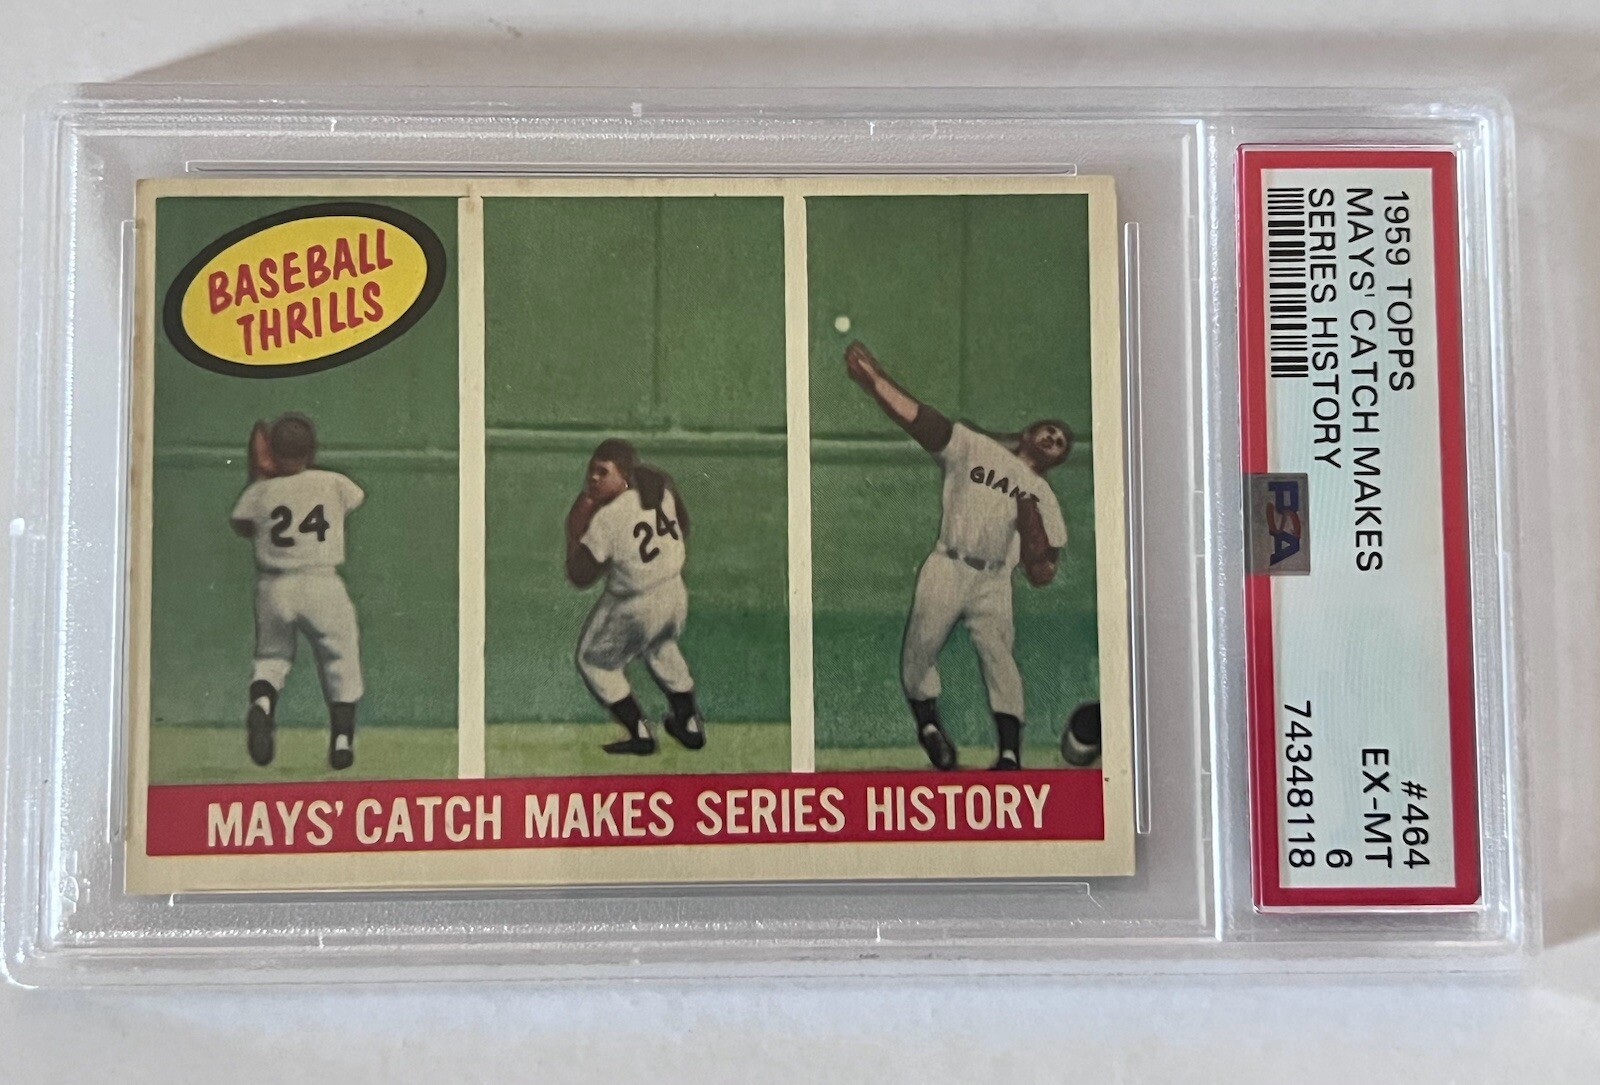 BASEBALL
THRILLS
24
24
GIANT
MAYS' CATCH MAKES SERIES HISTORY
1959 TOPPS #464
MAYS' CATCH MAKES EX-MT
SERIES HISTORY 6
PSA 74348118